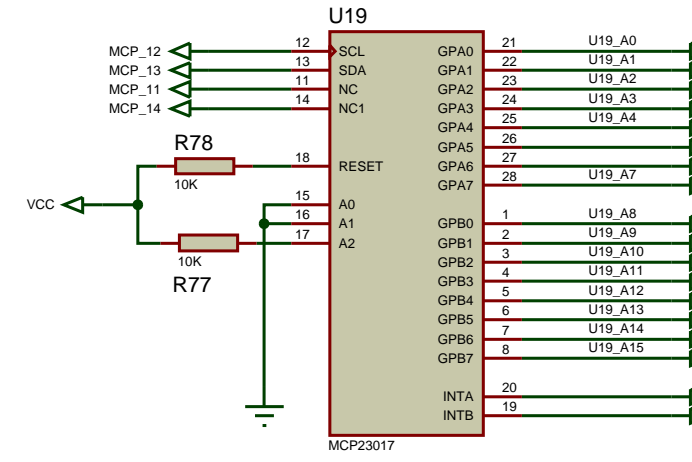 U19
MCP_12 12 SCL GPA0 21 U19_A0
MCP_13 13 SDA GPA1 22 U19_A1
MCP_11 11 NC GPA2 23 U19_A2
MCP_14 14 NC1 GPA3 24 U19_A3
GPA4 25 U19_A4
R78 GPA5 26
18 RESET GPA6 27
10K GPA7 28 U19_A7
VCC 15 A0
16 A1 GPB0 1 U19_A8
17 A2 GPB1 2 U19_A9
10K GPB2 3 U19_A10
R77 GPB3 4 U19_A11
GPB4 5 U19_A12
GPB5 6 U19_A13
GPB6 7 U19_A14
GPB7 8 U19_A15
INTA 20
INTB 19
MCP23017